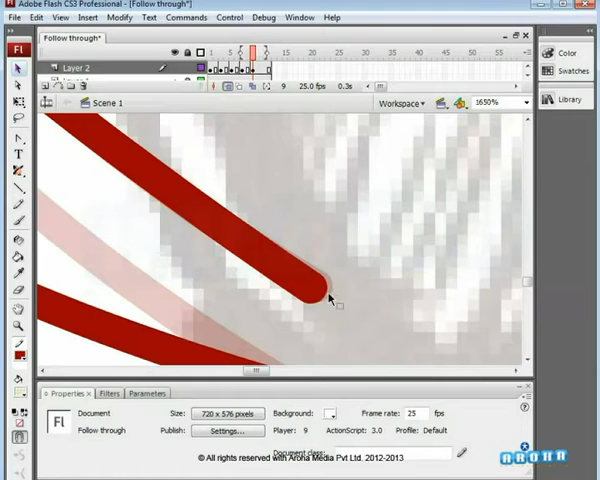 Adobe Flash CS3 Professional - [Follow through*]
File Edit View Insert Modify Text Commands Control Debug Window Help
Follow through*
1 5 15 20 25 30 35 40 45 50 55
Layer 2
9 25.0 fps 0.3s
Scene 1
Workspace
1650%
Fl
Color
Swatches
Library
Properties × Filters Parameters
Fl
Document
Follow through
Size: 720 x 576 pixels
Background:
Frame rate: 25 fps
Publish: Settings...
Player: 9 ActionScript: 3.0 Profile: Default
Document class:
© All rights reserved with Aroha Media Pvt Ltd. 2012-2013
AROHA